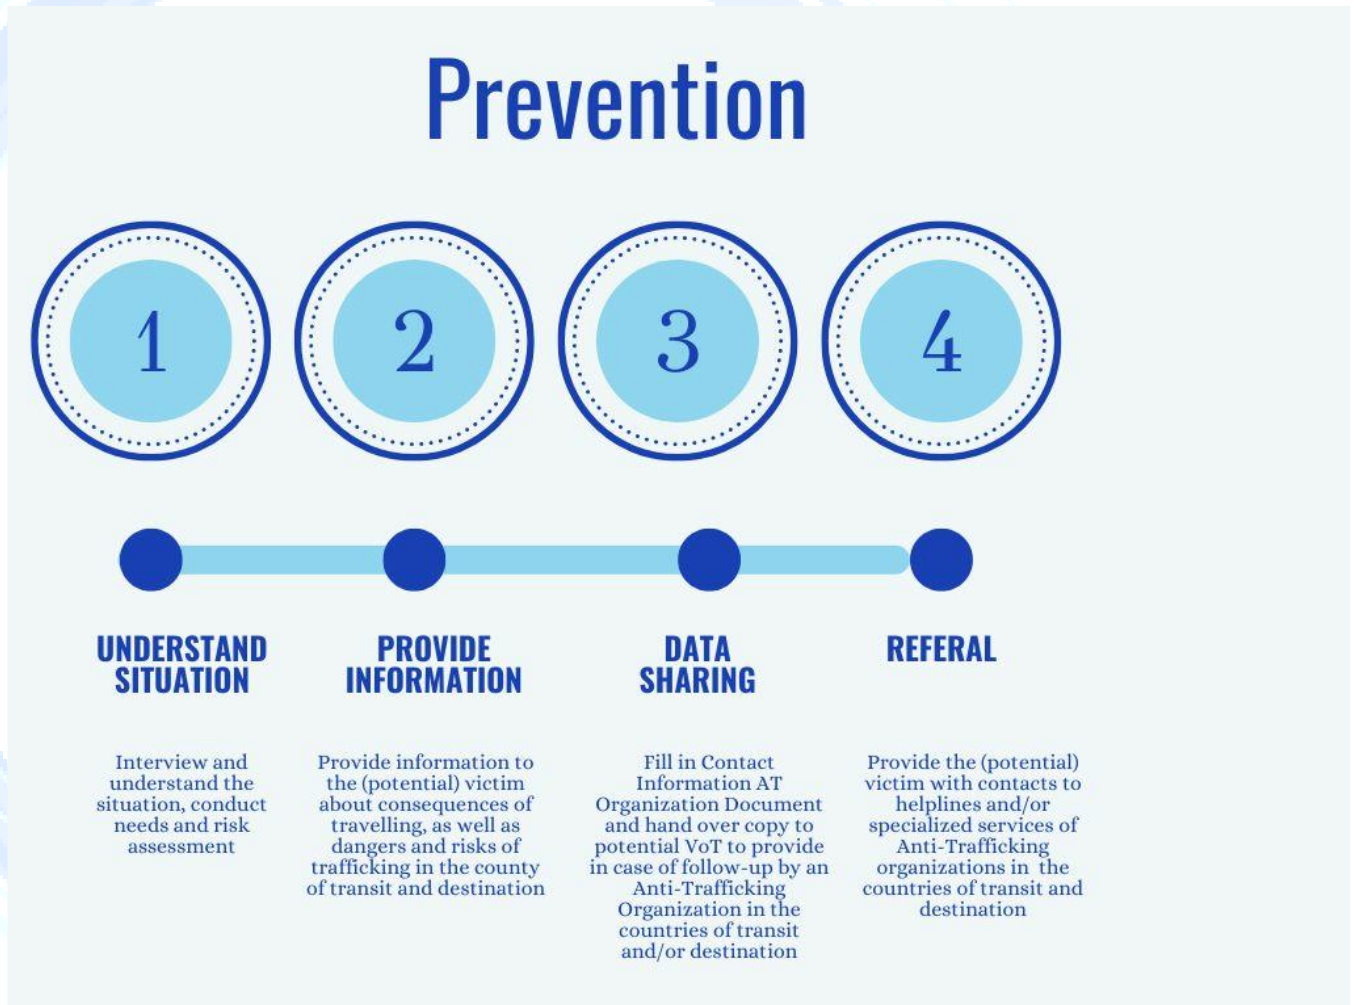 Prevention
1
2
3
4
UNDERSTAND
SITUATION
Interview and
understand the
situation, conduct
needs and risk
assessment
PROVIDE
INFORMATION
Provide information to
the (potential) victim
about consequences of
travelling, as well as
dangers and risks of
trafficking in the county
of transit and destination
DATA
SHARING
Fill in Contact
Information AT
Organization Document
and hand over copy to
potential VoT to provide
in case of follow-up by an
Anti-Trafficking
Organization in the
countries of transit
and/or destination
REFERAL
Provide the (potential)
victim with contacts to
helplines and/or
specialized services of
Anti-Trafficking
organizations in the
countries of transit and
destination